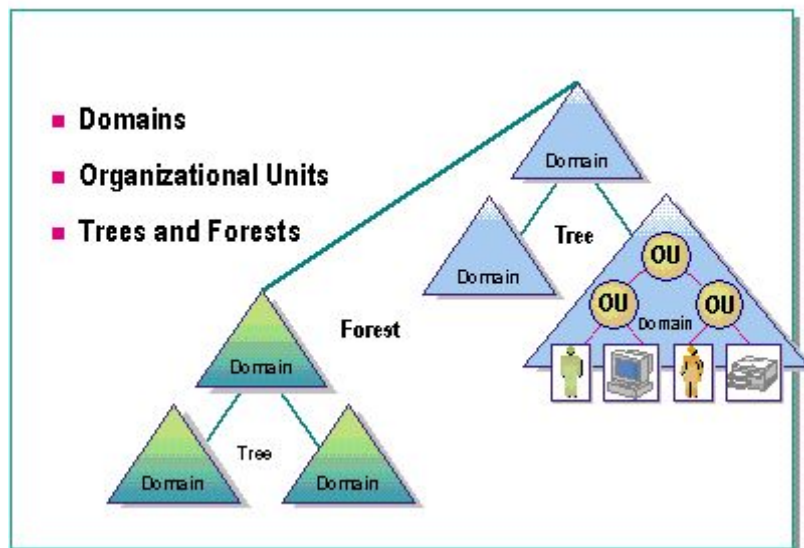 Domains
Organizational Units
Trees and Forests
Domain
Domain
Tree
OU
OU
OU
Domain
Forest
Domain
Tree
Domain
Domain